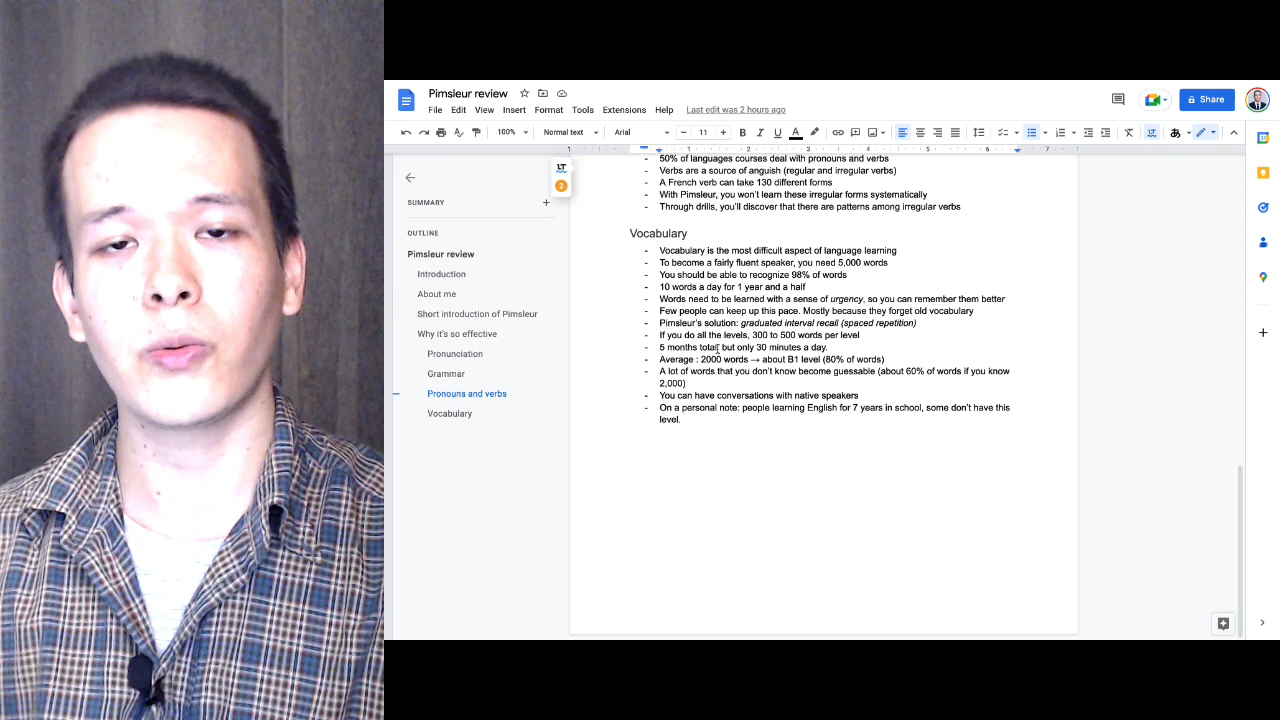 Pimsleur review
File Edit View Insert Format Tools Extensions Help Last edit was 2 hours ago
Share
100% Normal text Arial 11
1 1 2 3 4 5 6 7
SUMMARY
OUTLINE
Pimsleur review
Introduction
About me
Short introduction of Pimsleur
Why it's so effective
Pronunciation
Grammar
Pronouns and verbs
Vocabulary
2
- 50% of languages courses deal with pronouns and verbs
- Verbs are a source of anguish (regular and irregular verbs)
- A French verb can take 130 different forms
- With Pimsleur, you won't learn these irregular forms systematically
- Through drills, you'll discover that there are patterns among irregular verbs
Vocabulary
- Vocabulary is the most difficult aspect of language learning
- To become a fairly fluent speaker, you need 5,000 words
- You should be able to recognize 98% of words
- 10 words a day for 1 year and a half
- Words need to be learned with a sense of urgency, so you can remember them better
- Few people can keep up this pace. Mostly because they forget old vocabulary
- Pimsleur's solution: graduated interval recall (spaced repetition)
- If you do all the levels, 300 to 500 words per level
- 5 months total, but only 30 minutes a day.
- Average : 2000 words → about B1 level (80% of words)
- A lot of words that you don't know become guessable (about 60% of words if you know
2,000)
- You can have conversations with native speakers
- On a personal note: people learning English for 7 years in school, some don't have this
level.